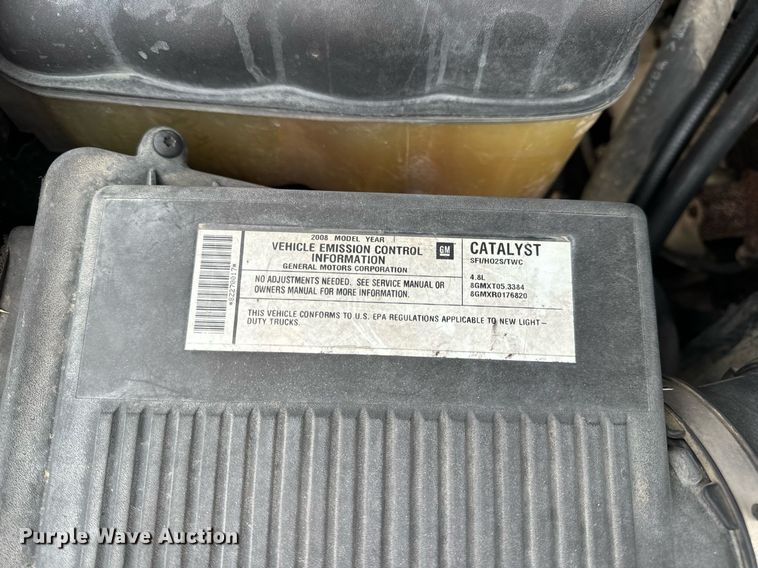 2008 MODEL YEAR
VEHICLE EMISSION CONTROL
INFORMATION
GENERAL MOTORS CORPORATION
GM
CATALYST
SFI/HO2S/TWC
NO ADJUSTMENTS NEEDED. SEE SERVICE MANUAL OR
OWNERS MANUAL FOR MORE INFORMATION.
4.8L
8GMXT05.3384
8GMXR0176820
THIS VEHICLE CONFORMS TO U.S. EPA REGULATIONS APPLICABLE TO NEW LIGHT-
DUTY TRUCKS.
*92270017*
Purple Wave Auction